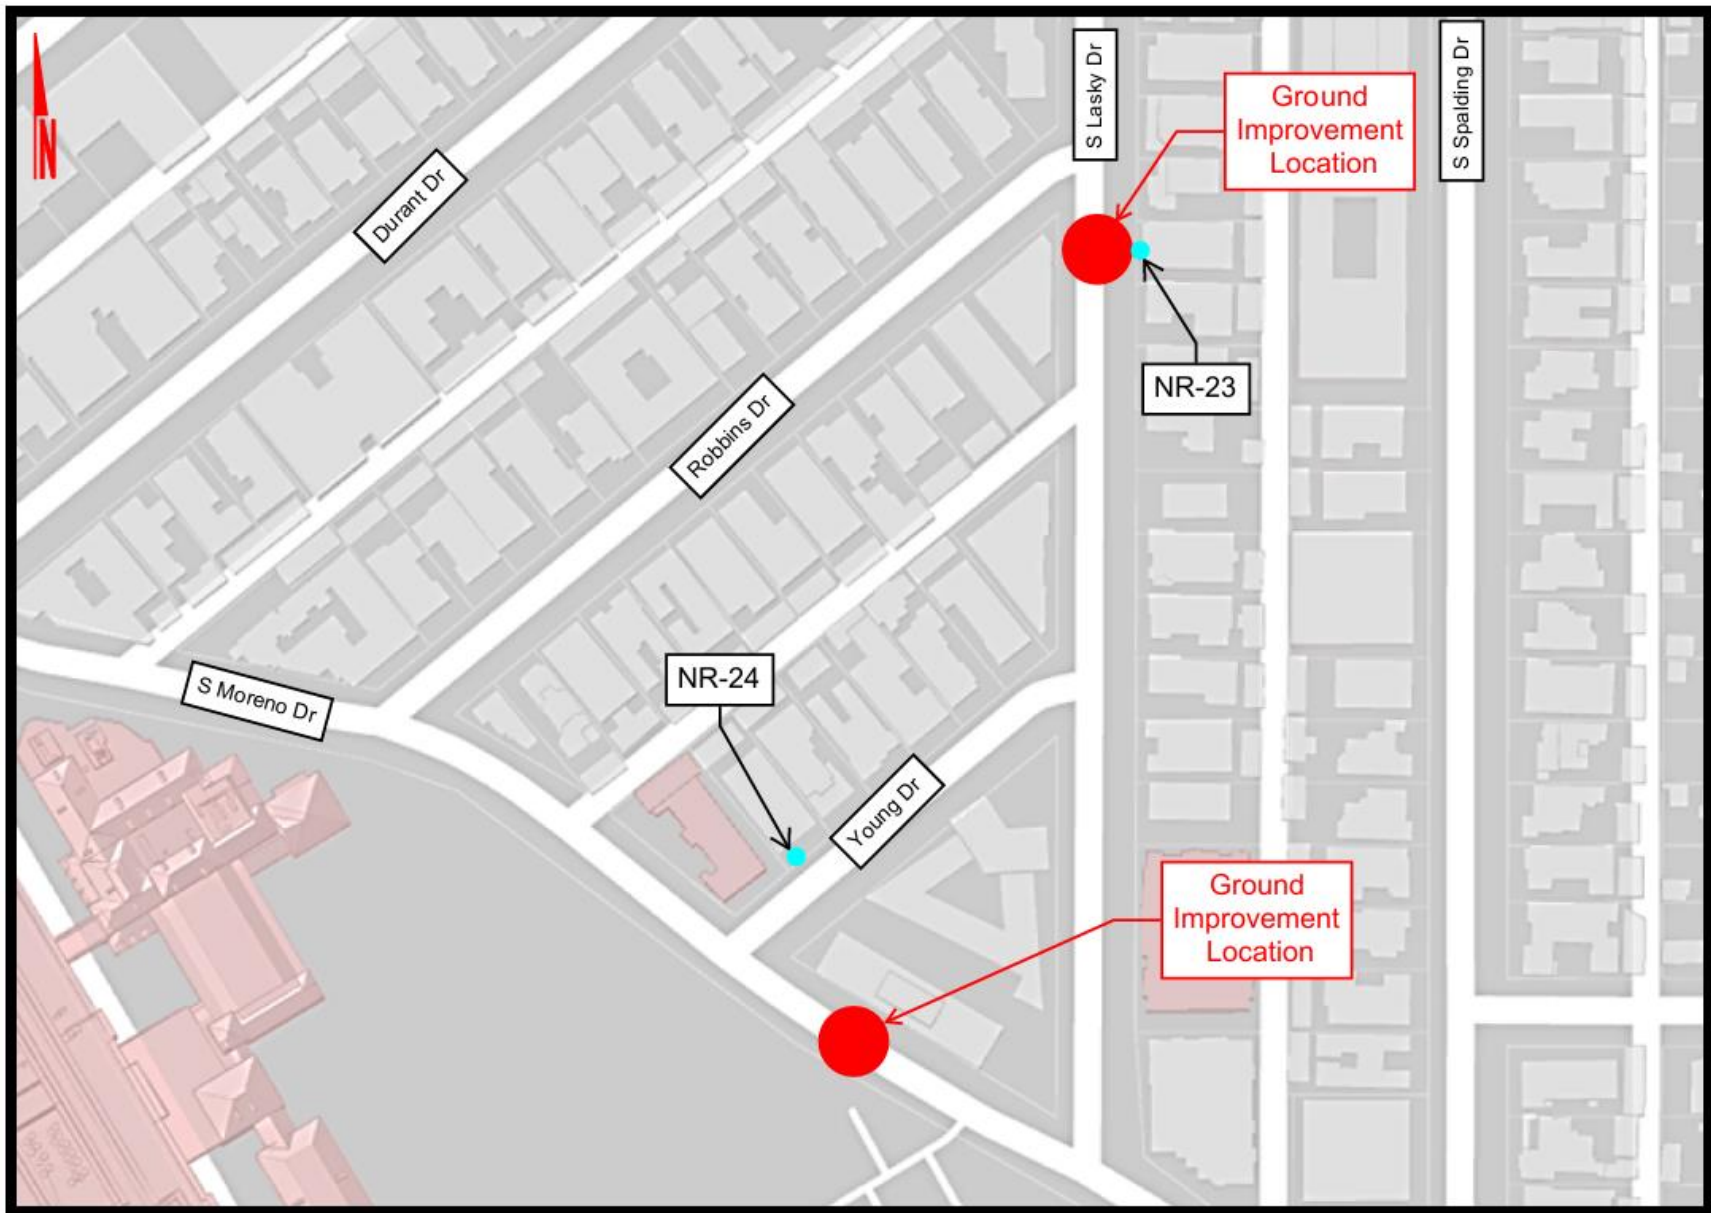 N
S Lasky Dr
S Spalding Dr
Ground
Improvement
Location
Durant Dr
NR-23
Robbins Dr
NR-24
S Moreno Dr
Young Dr
Ground
Improvement
Location